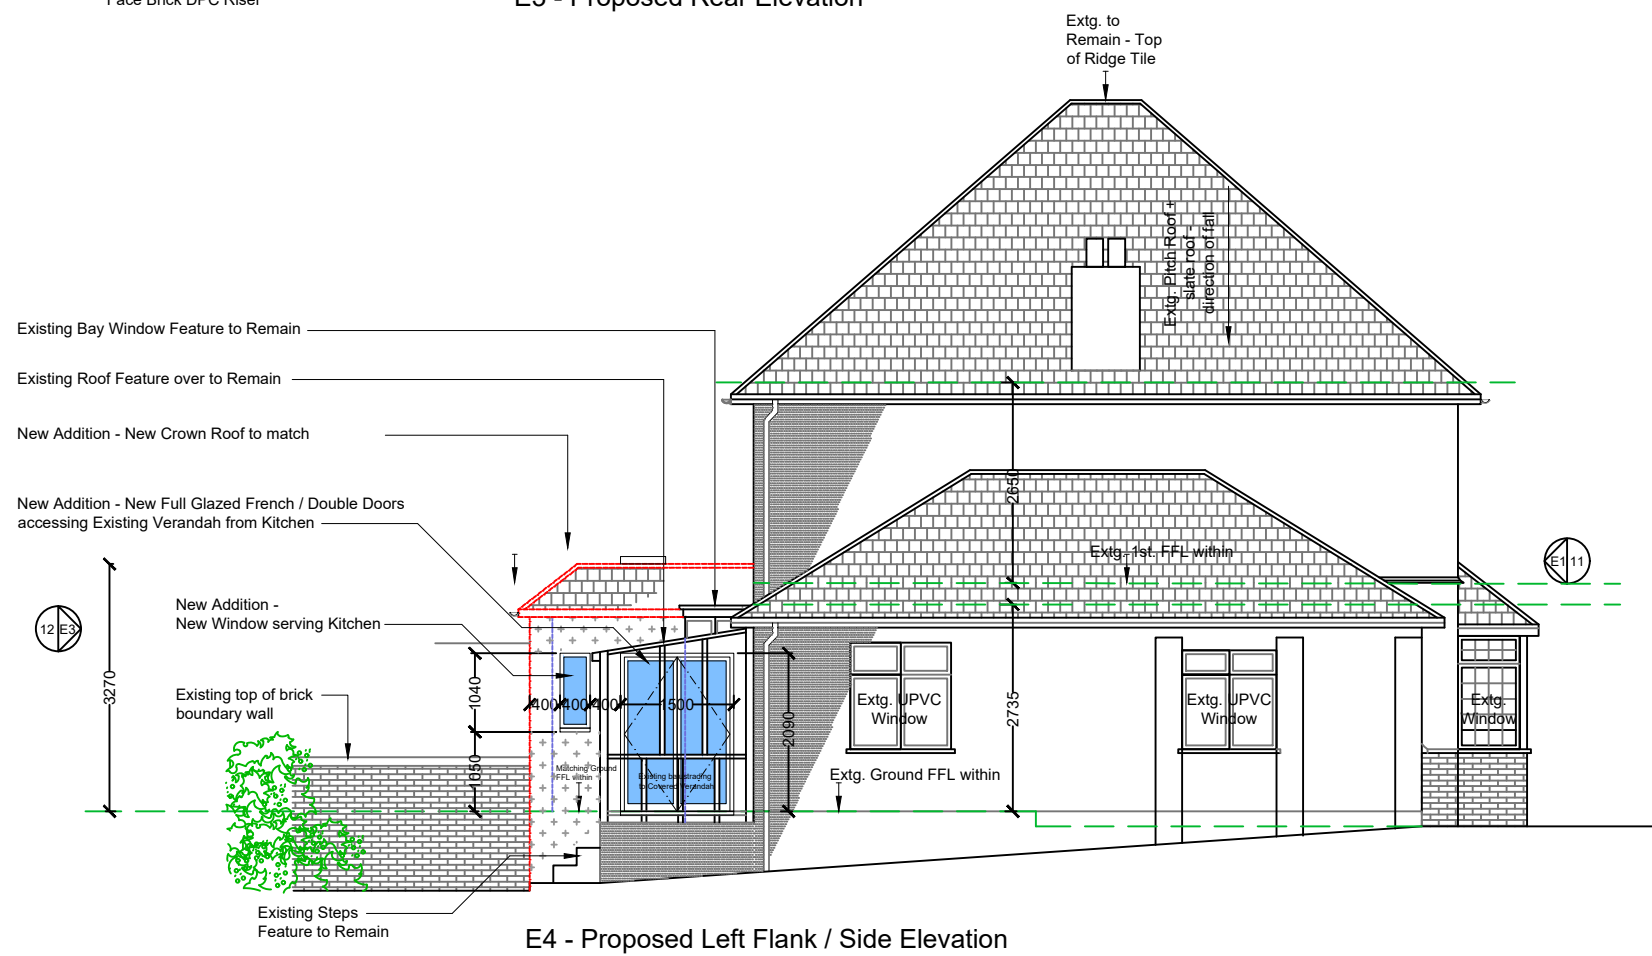 Face Brick DPC Riser
E3 - Proposed Rear Elevation
Extg. to
Remain - Top
of Ridge Tile
Extg. Pitch Roof +
slate roof -
direction of fall
Existing Bay Window Feature to Remain
Existing Roof Feature over to Remain
New Addition - New Crown Roof to match
New Addition - New Full Glazed French / Double Doors
accessing Existing Verandah from Kitchen
2650
Extg. 1st. FFL within
E1 11
New Addition -
New Window serving Kitchen
12 E3
3270
1040
400 400 400
1500
2090
2735
Extg. UPVC
Window
Extg. UPVC
Window
Extg.
Window
Existing top of brick
boundary wall
1050
Matching Ground
FFL within
Existing balustrading
to Covered Verandah
Extg. Ground FFL within
Existing Steps
Feature to Remain
E4 - Proposed Left Flank / Side Elevation